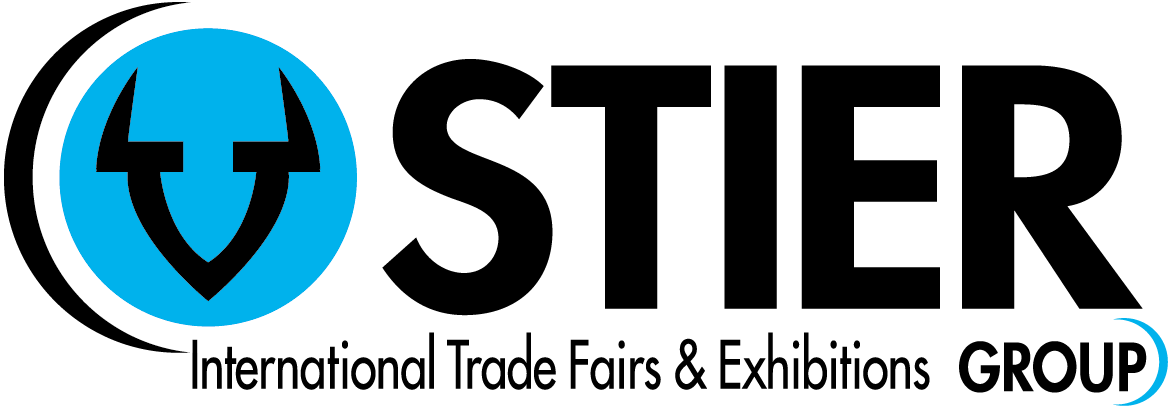 STIER
International Trade Fairs & Exhibitions GROUP